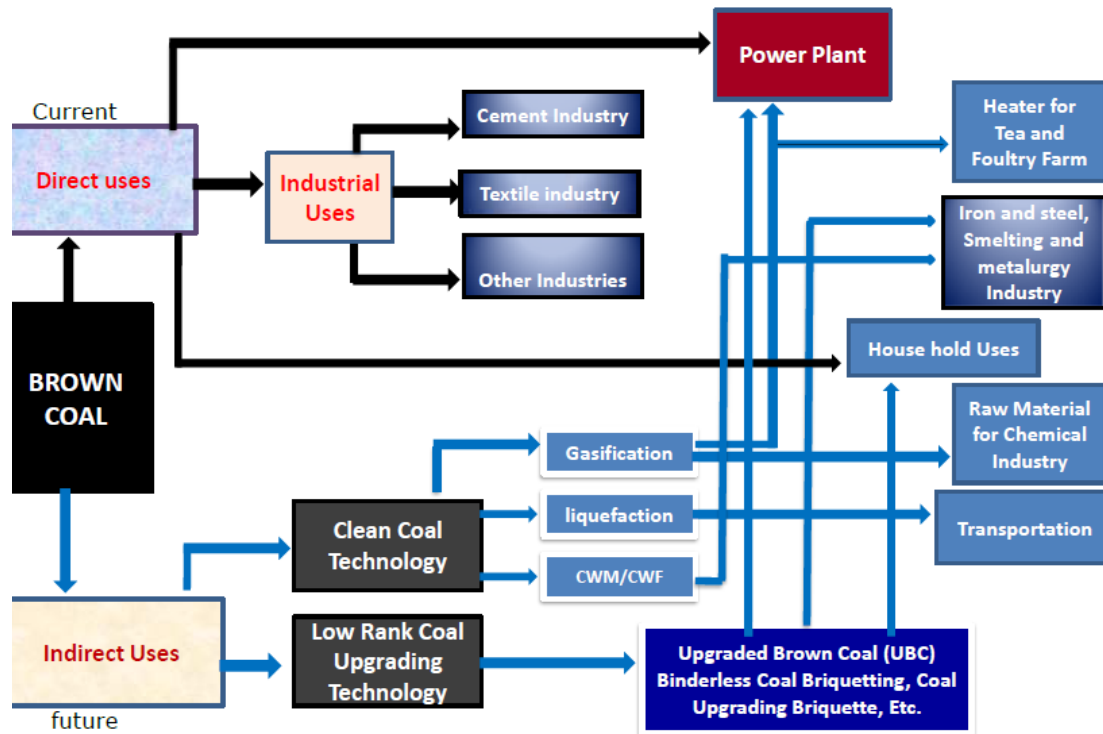 Power Plant
Current
Cement Industry
Heater for
Tea and
Foultry Farm
Direct uses
Industrial
Uses
Textile industry
Iron and steel,
Smelting and
metalurgy
Industry
Other Industries
House hold Uses
BROWN
COAL
Raw Material
for Chemical
Industry
Gasification
Clean Coal
Technology
liquefaction
Transportation
CWM/CWF
Indirect Uses
Low Rank Coal
Upgrading
Technology
Upgraded Brown Coal (UBC)
Binderless Coal Briquetting, Coal
Upgrading Briquette, Etc.
future